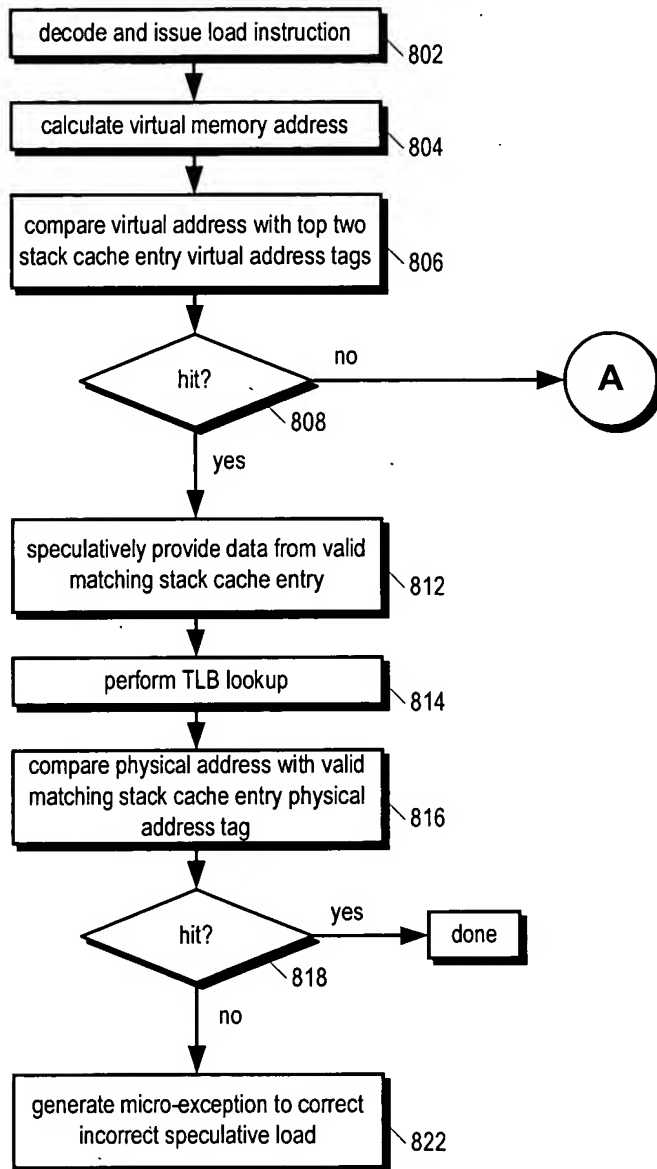 decode and issue load instruction
802
calculate virtual memory address
804
compare virtual address with top two
stack cache entry virtual address tags
806
hit?
no
A
808
yes
speculatively provide data from valid
matching stack cache entry
812
perform TLB lookup
814
compare physical address with valid
matching stack cache entry physical
address tag
816
hit?
yes
done
818
no
generate micro-exception to correct
incorrect speculative load
822